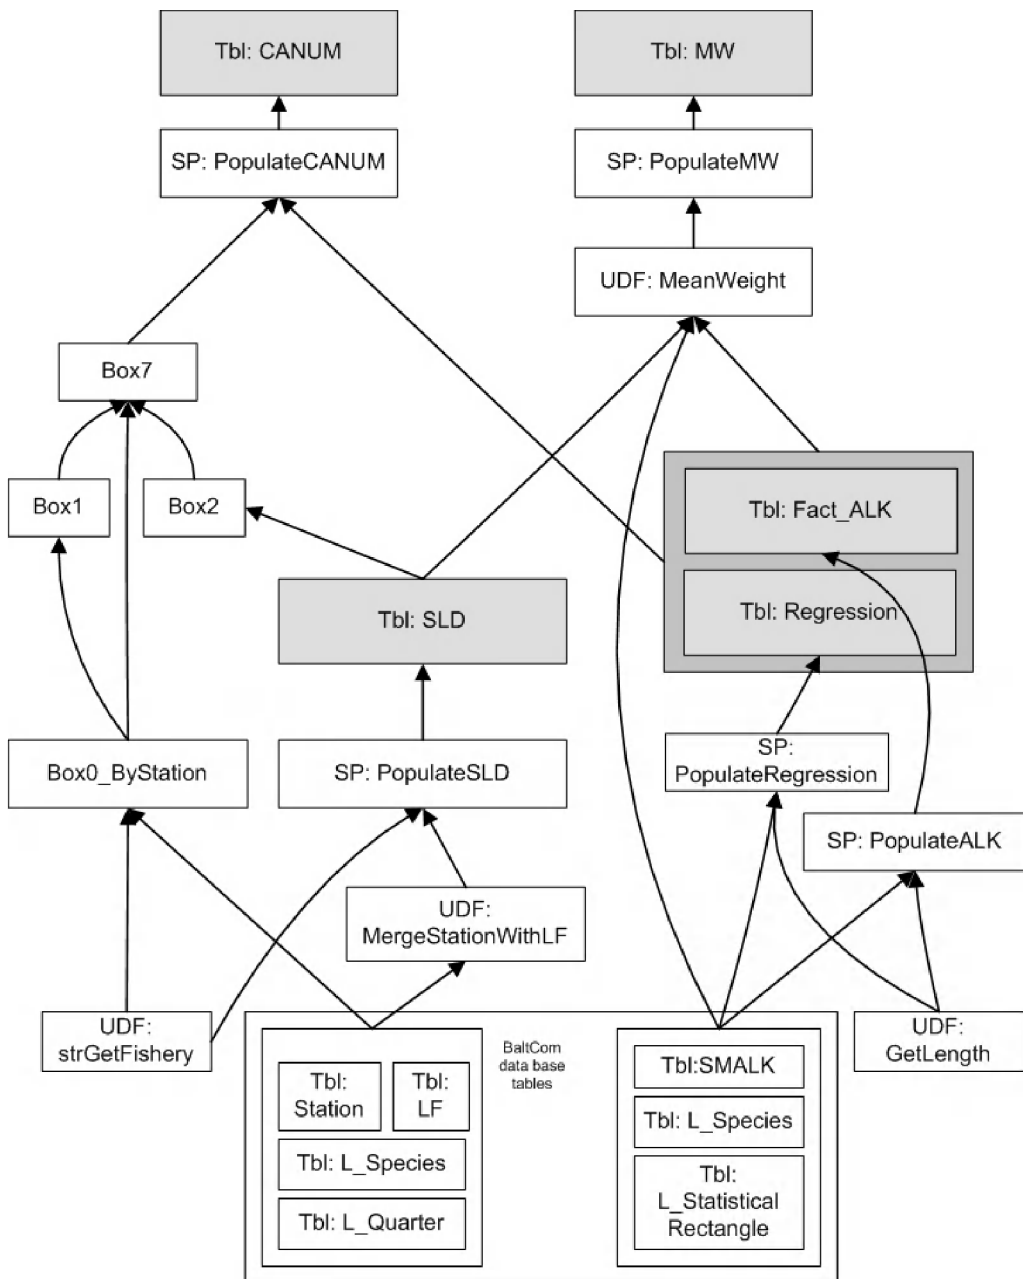 Tbl: CANUM
Tbl: MW
SP: PopulateCANUM
SP: PopulateMW
UDF: MeanWeight
Box7
Box1
Box2
Tbl: Fact_ALK
Tbl: SLD
Tbl: Regression
Box0_ByStation
SP: PopulateSLD
SP:
PopulateRegression
SP: PopulateALK
UDF:
MergeStationWithLF
UDF:
strGetFishery
BaltCom
data base
tables
UDF:
GetLength
Tbl:
Station
Tbl:
LF
Tbl: L_Species
Tbl: L_Quarter
Tbl:SMALK
Tbl: L_Species
Tbl:
L_Statistical
Rectangle